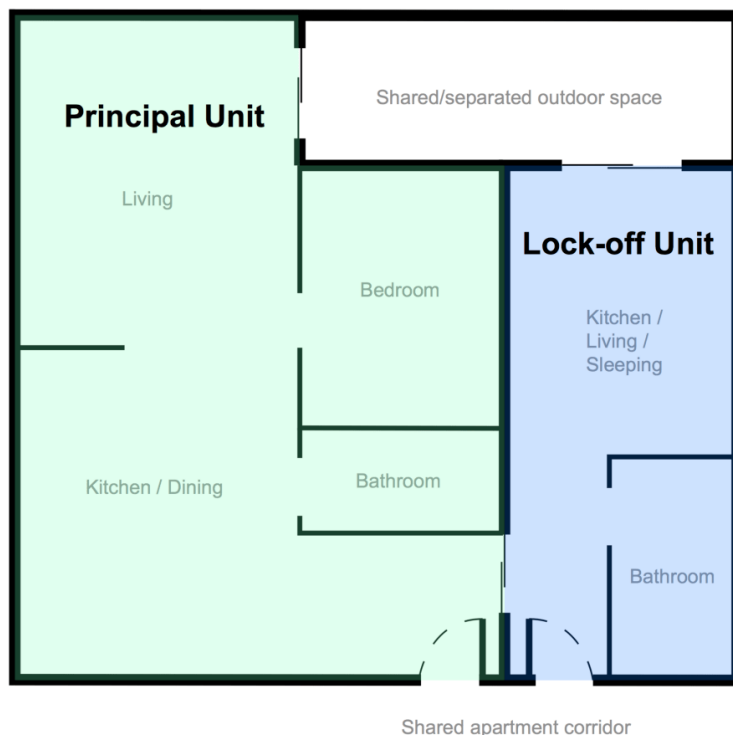 Shared/separated outdoor space
Principal Unit
Living
Lock-off Unit
Bedroom
Kitchen /
Living /
Sleeping
Kitchen / Dining
Bathroom
Bathroom
Shared apartment corridor